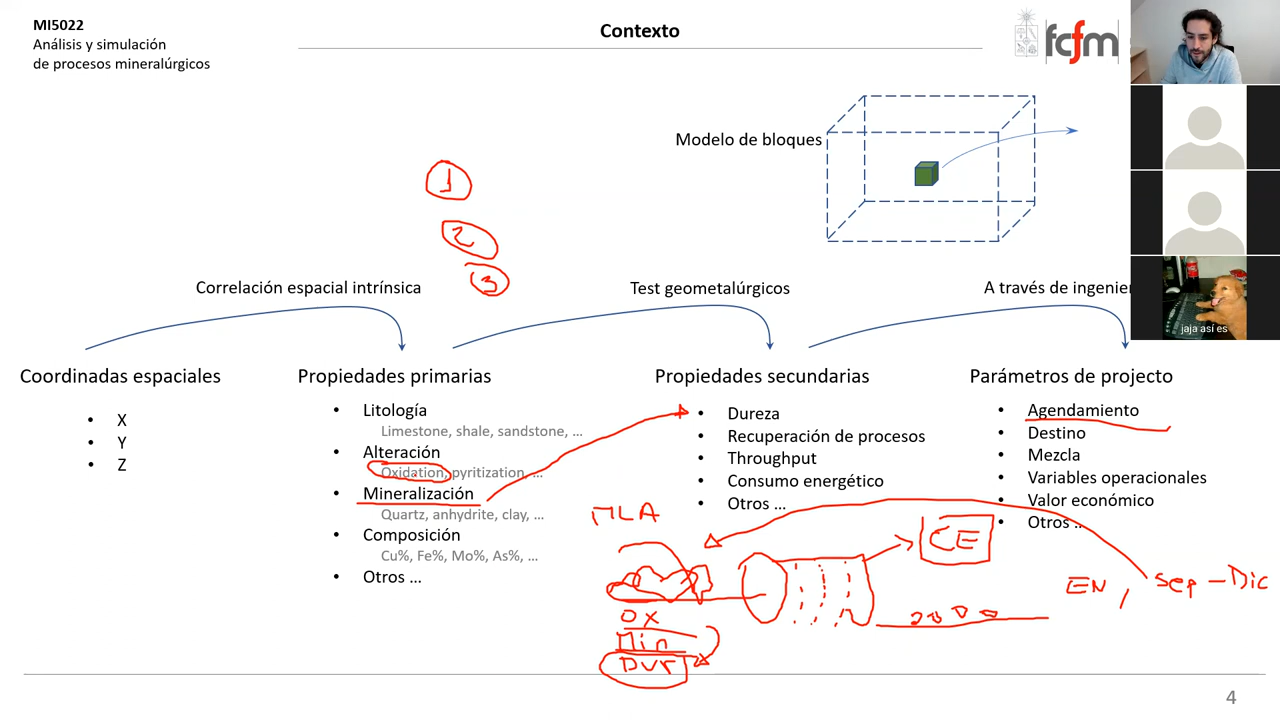 MI5022
Análisis y simulación
de procesos mineralúrgicos
Contexto
fcfm
Modelo de bloques
1
2
3
Correlación espacial intrínsica
Test geometalúrgicos
A través de ingenier
jaja así es
Coordinadas espaciales
• X
• Y
• Z
Propiedades primarias
• Litología
Limestone, shale, sandstone, ...
• Alteración
Oxidation, pyritization, ...
• Mineralización
Quartz, anhydrite, clay, ...
• Composición
Cu%, Fe%, Mo%, As%, ...
• Otros ...
Propiedades secundarias
• Dureza
• Recuperación de procesos
• Throughput
• Consumo energético
• Otros ...
Parámetros de projecto
• Agendamiento
• Destino
• Mezcla
• Variables operacionales
• Valor económico
• Otros ..
MLA
CE
EN, Sep - Dic
OX
Min
Dur
4